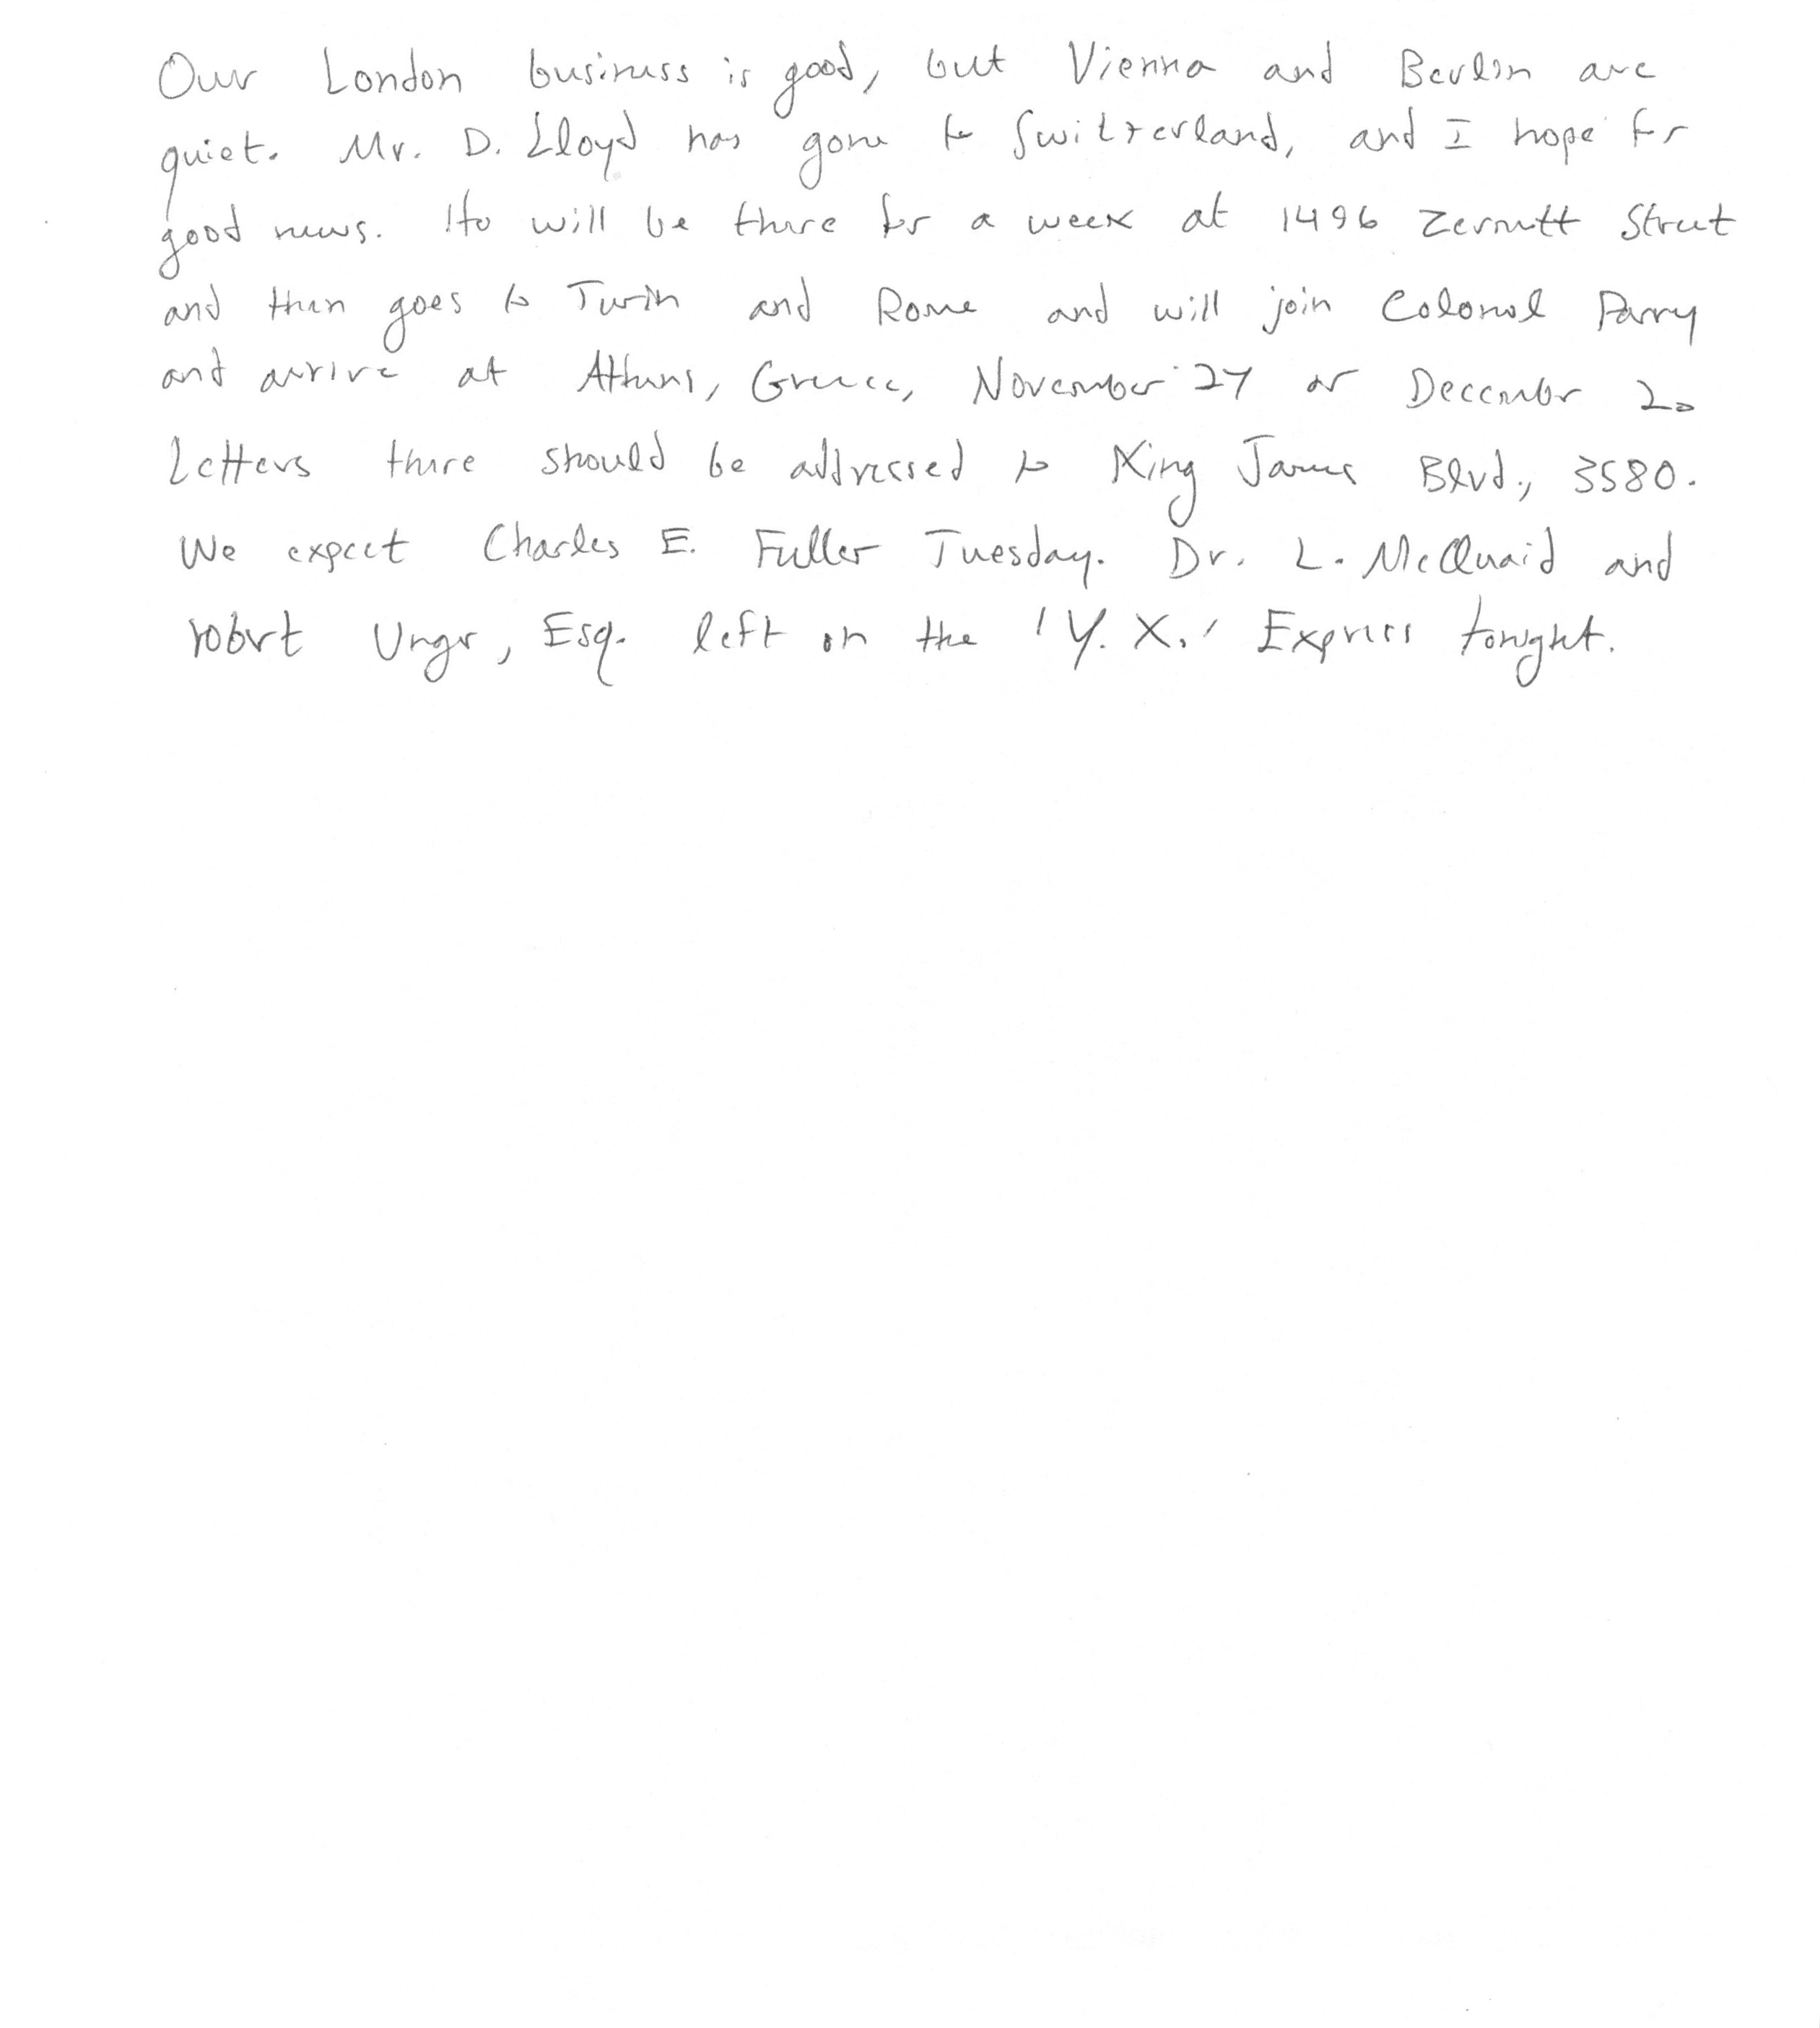 Our London business is good, but Vienna and Berlin are
quiet. Mr. D. Lloyd has gone to Switzerland, and I hope for
good news. He will be there for a week at 1496 Zermatt Street
and then goes to Turin and Rome and will join Colonel Parry
and arrive at Athens, Greece, November 27 or December 2.
Letters there should be addressed to King James Blvd., 3580.
We expect Charles E. Fuller Tuesday. Dr. L. McQuaid and
robert Unger, Esq. left on the 'Y. X.' Express tonight.